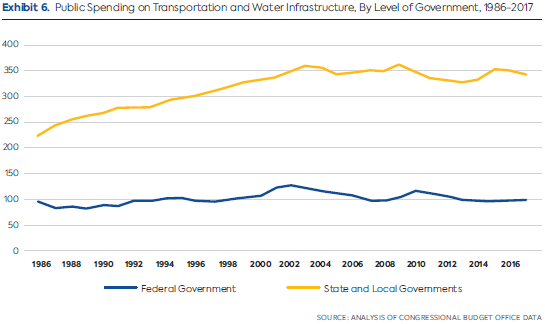 Exhibit 6. Public Spending on Transportation and Water Infrastructure, By Level of Government, 1986-2017
400
350
300
250
200
150
100
50
0
1986 1988 1990 1992 1994 1996 1998 2000 2002 2004 2006 2008 2010 2012 2014 2016
Federal Government State and Local Governments
SOURCE: ANALYSIS OF CONGRESSIONAL BUDGET OFFICE DATA